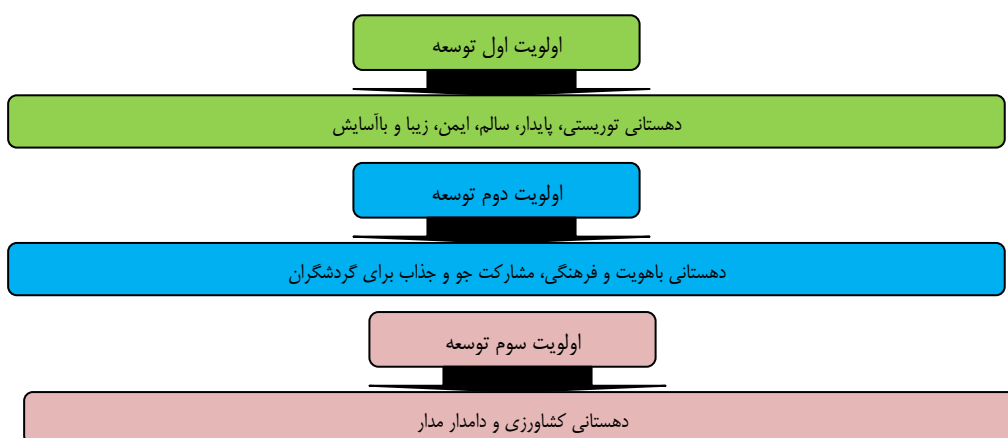 اولویت اول توسعه
دهستانی توریستی، پایدار، سالم، ایمن، زیبا و باآسایش
اولویت دوم توسعه
دهستانی باهویت و فرهنگی، مشارکت جو و جذاب برای گردشگران
اولویت سوم توسعه
دهستانی کشاورزی و دامدار مدار